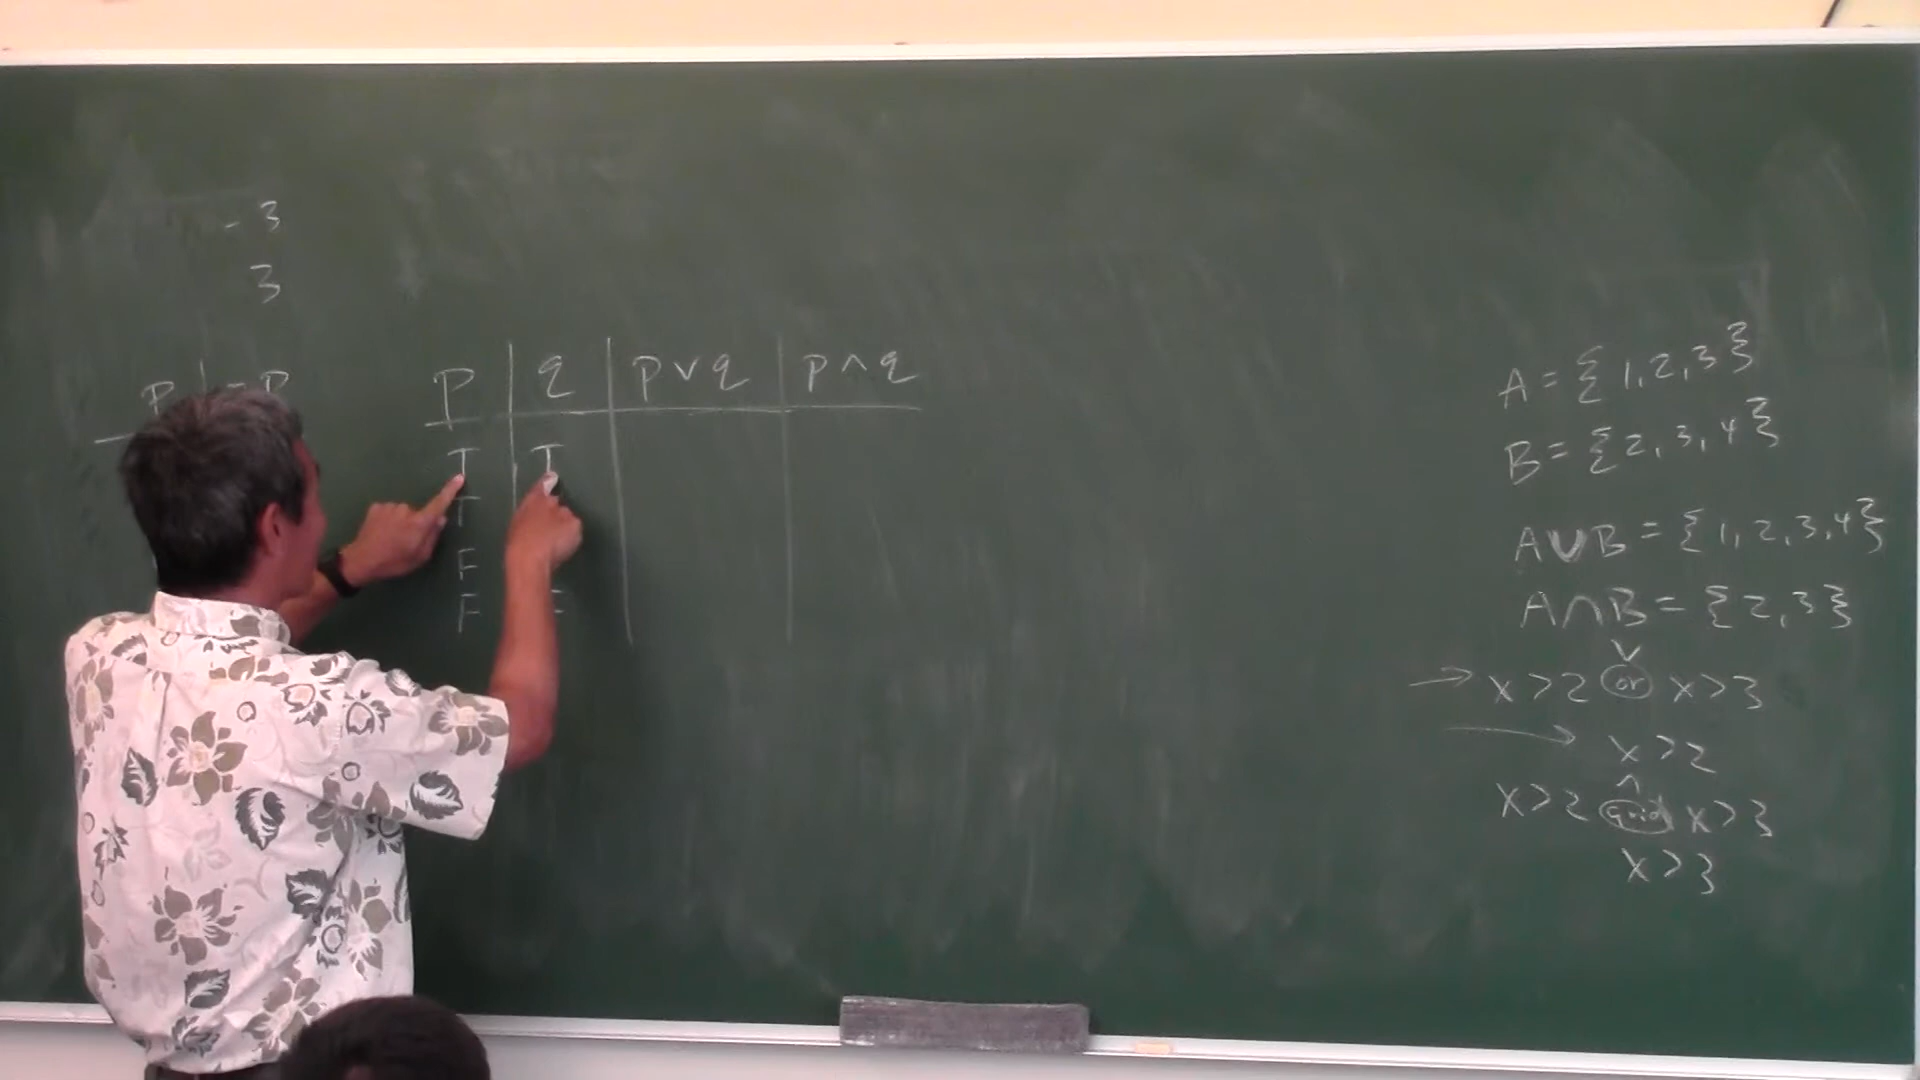 - 3
3
P | ¬ P
P | q | p ∨ q | p ∧ q
T | T
T
F
F | F
A = { 1, 2, 3 }
B = { 2, 3, 4 }
A ∪ B = { 1, 2, 3, 4 }
A ∩ B = { 2, 3 }
∨
→ x > 2 or x > 3
→ x > 2
∧
x > 2 and x > 3
x > 3